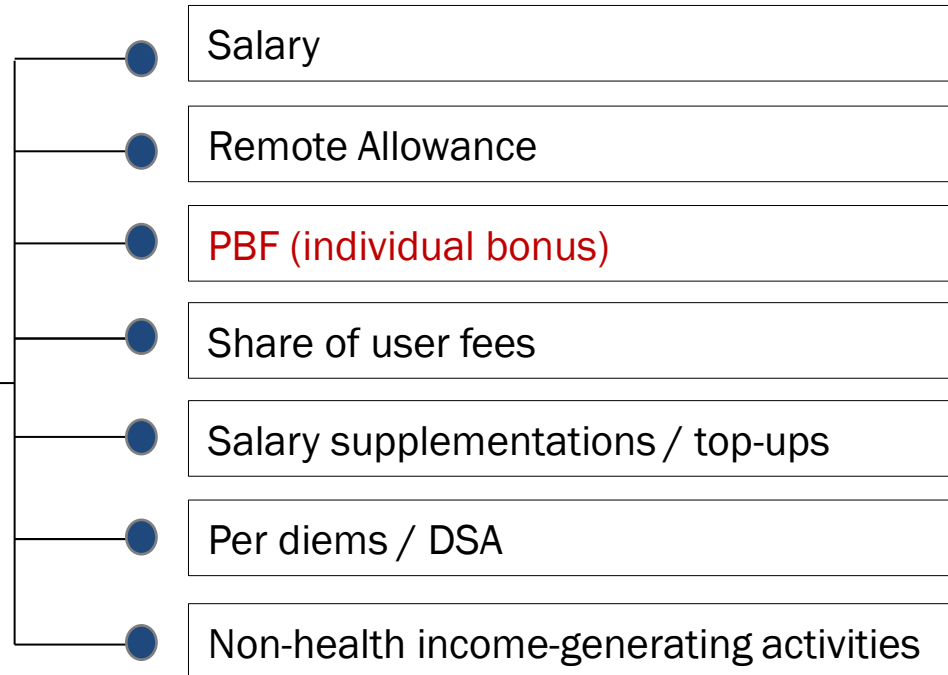 Salary
Remote Allowance
PBF (individual bonus)
Share of user fees
Salary supplementations / top-ups
Per diems / DSA
Non-health income-generating activities